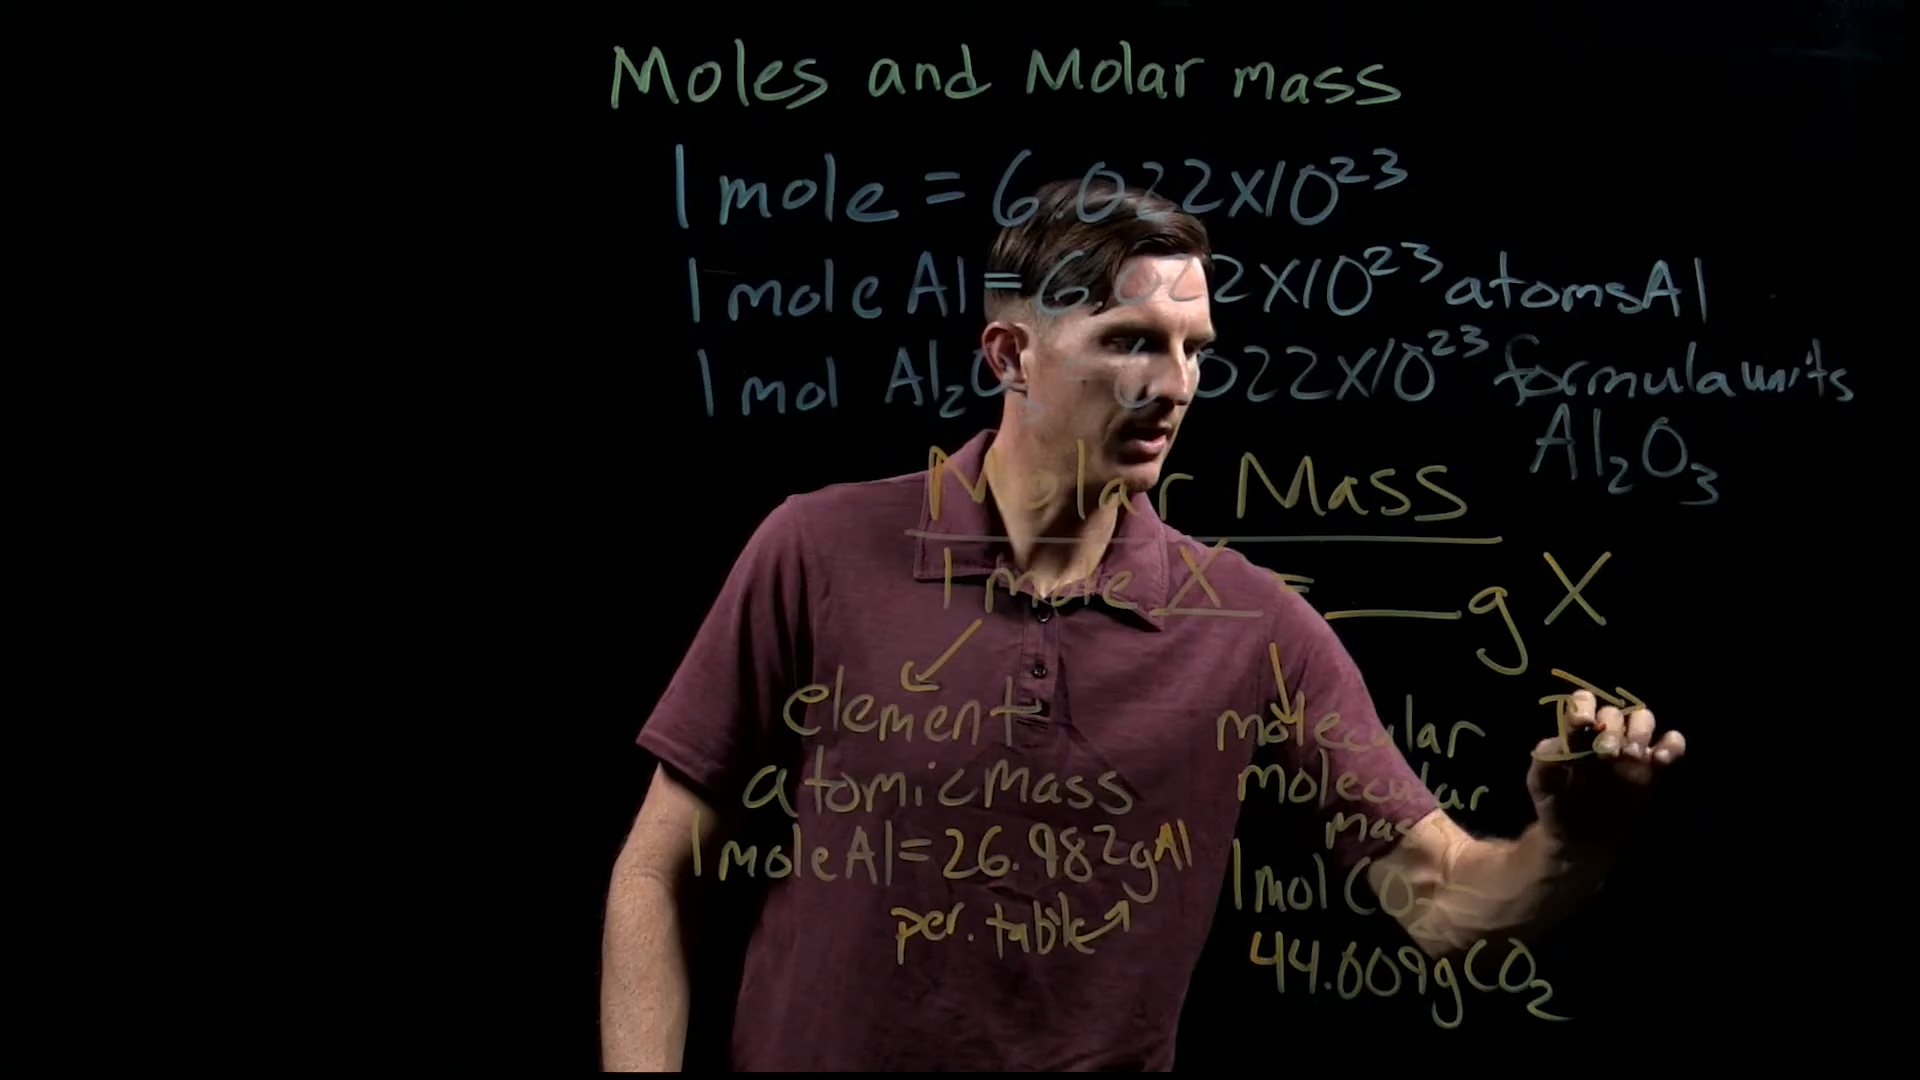 Moles and Molar mass
1 mole = 6.022X10²³
1 mole Al = 6.022X10²³ atoms Al
1 mol Al₂O₃ = 6.022X10²³ formula units
Al₂O₃
Molar Mass
1 mole X = ___ g X
element
molecular
atomic mass
molecular
mass
1 mole Al = 26.982 g Al
1 mol CO₂ =
per. table
44.009 g CO₂